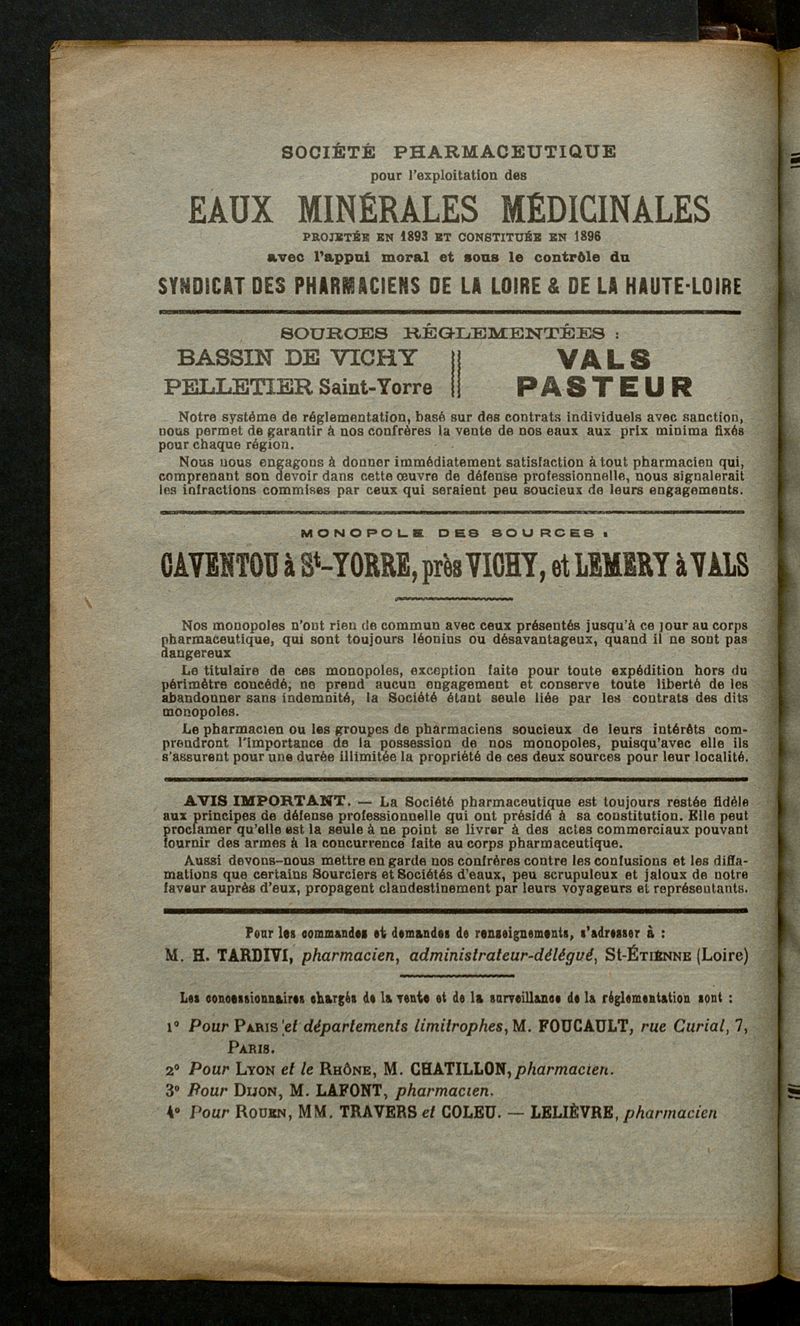 SOCIÉTÉ PHARMACEUTIQUE
pour l'exploitation des
EAUX MINÉRALES MÉDICINALES
PROJETÉE EN 1893 ET CONSTITUÉE EN 1896
avec l'appui moral et sous le contrôle du
SYNDICAT DES PHARMACIENS DE LA LOIRE & DE LA HAUTE-LOIRE
SOURCES RÉGLEMENTÉES :
BASSIN DE VICHY
PELLETIER Saint-Yorre
VALS
PASTEUR
Notre système de réglementation, basé sur des contrats individuels avec sanction,
nous permet de garantir à nos confrères la vente de nos eaux aux prix minima fixés
pour chaque région.
Nous nous engageons à donner immédiatement satisfaction à tout pharmacien qui,
comprenant son devoir dans cette œuvre de défense professionnelle, nous signalerait
les infractions commises par ceux qui seraient peu soucieux de leurs engagements.
MONOPOLE DES SOURCES :
CAVENTOU à St-YORRE, près VICHY, et LEMERY à VALS
Nos monopoles n'ont rien de commun avec ceux présentés jusqu'à ce jour au corps
pharmaceutique, qui sont toujours léonins ou désavantageux, quand il ne sont pas
dangereux
Le titulaire de ces monopoles, exception faite pour toute expédition hors du
périmètre concédé, ne prend aucun engagement et conserve toute liberté de les
abandonner sans indemnité, la Société étant seule liée par les contrats des dits
monopoles.
Le pharmacien ou les groupes de pharmaciens soucieux de leurs intérêts com-
prendront l'importance de la possession de nos monopoles, puisqu'avec elle ils
s'assurent pour une durée illimitée la propriété de ces deux sources pour leur localité.
AVIS IMPORTANT. — La Société pharmaceutique est toujours restée fidèle
aux principes de défense professionnelle qui ont présidé à sa constitution. Elle peut
proclamer qu'elle est la seule à ne point se livrer à des actes commerciaux pouvant
fournir des armes à la concurrence faite au corps pharmaceutique.
Aussi devons-nous mettre en garde nos confrères contre les confusions et les diffa-
mations que certains Sourciers et Sociétés d'eaux, peu scrupuleux et jaloux de notre
faveur auprès d'eux, propagent clandestinement par leurs voyageurs et représentants.
Pour les commandes et demandes de renseignements, s'adresser à :
M. H. TARDIVI, pharmacien, administrateur-délégué, St-ÉTIENNE (Loire)
Les concessionnaires chargés de la vente et de la surveillance de la réglementation sont :
1° Pour PARIS et départements limitrophes, M. FOUCAULT, rue Curial, 7,
PARIS.
2° Pour LYON et le RHÔNE, M. CHATILLON, pharmacien.
3° Pour DIJON, M. LAFONT, pharmacien.
4° Pour ROUEN, MM. TRAVERS et COLEU. — LELIÈVRE, pharmacien